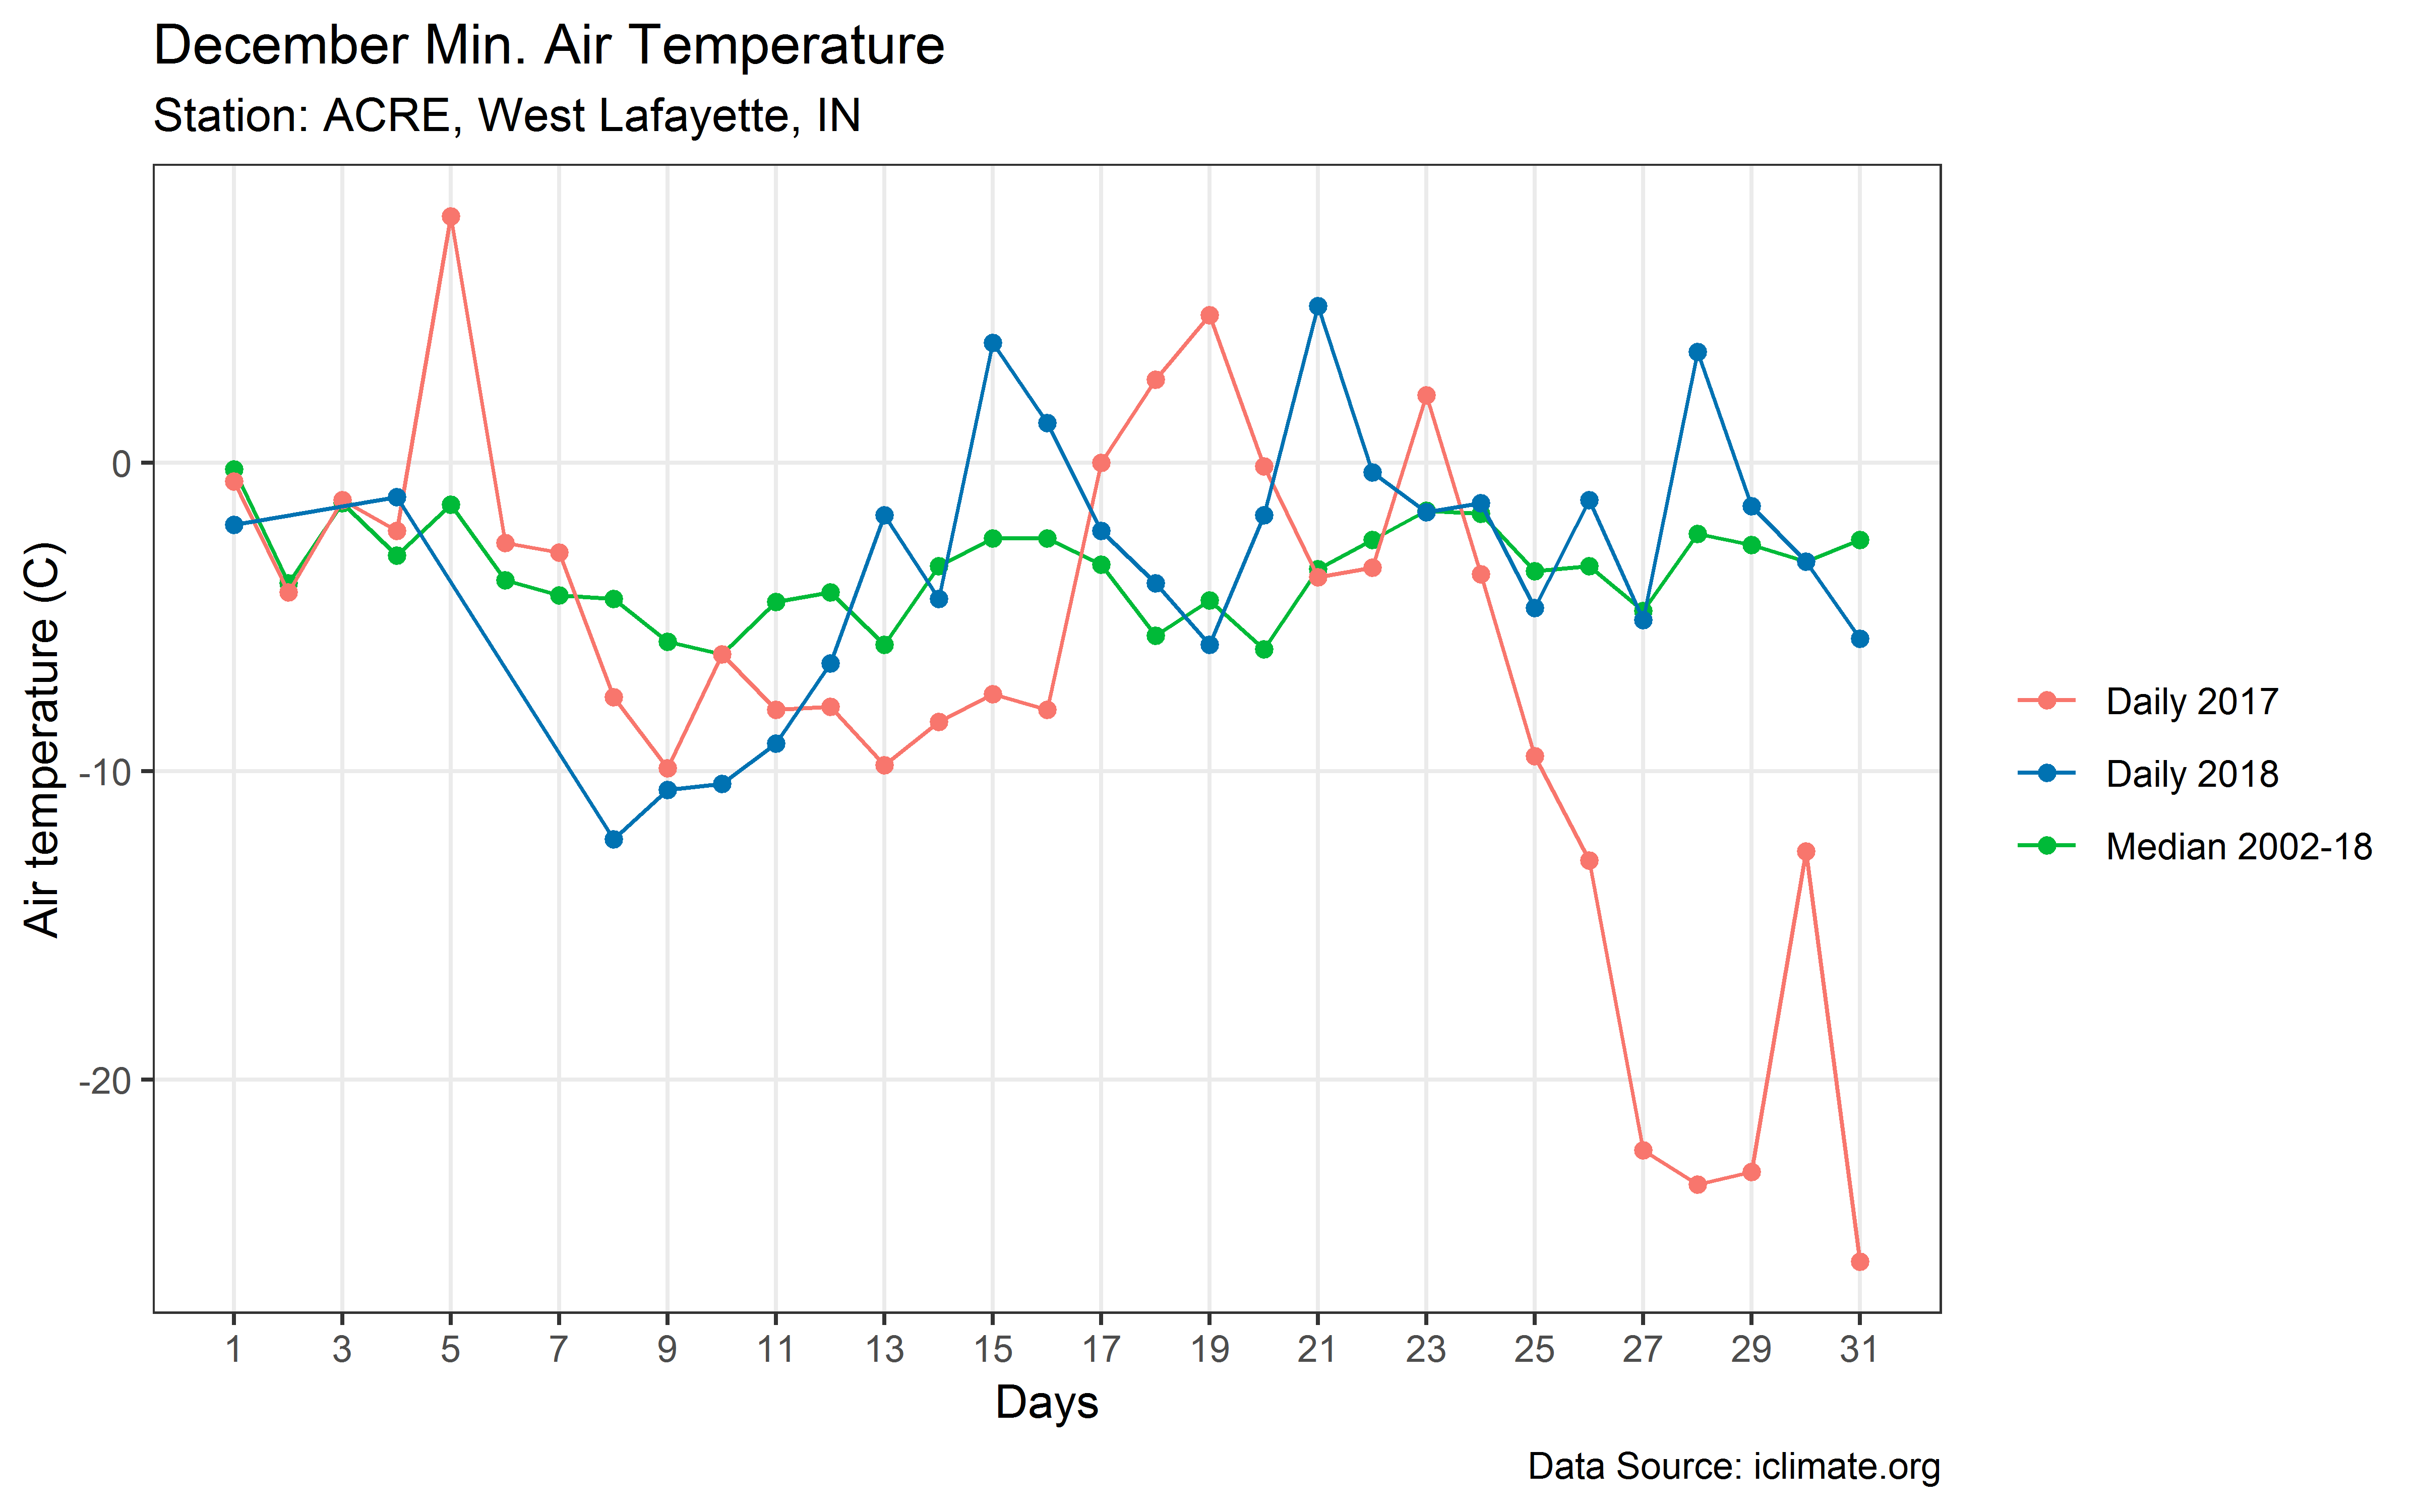 December Min. Air Temperature
Station: ACRE, West Lafayette, IN
Air temperature (C)
0
-10
-20
1 3 5 7 9 11 13 15 17 19 21 23 25 27 29 31
Days
Daily 2017
Daily 2018
Median 2002-18
Data Source: iclimate.org